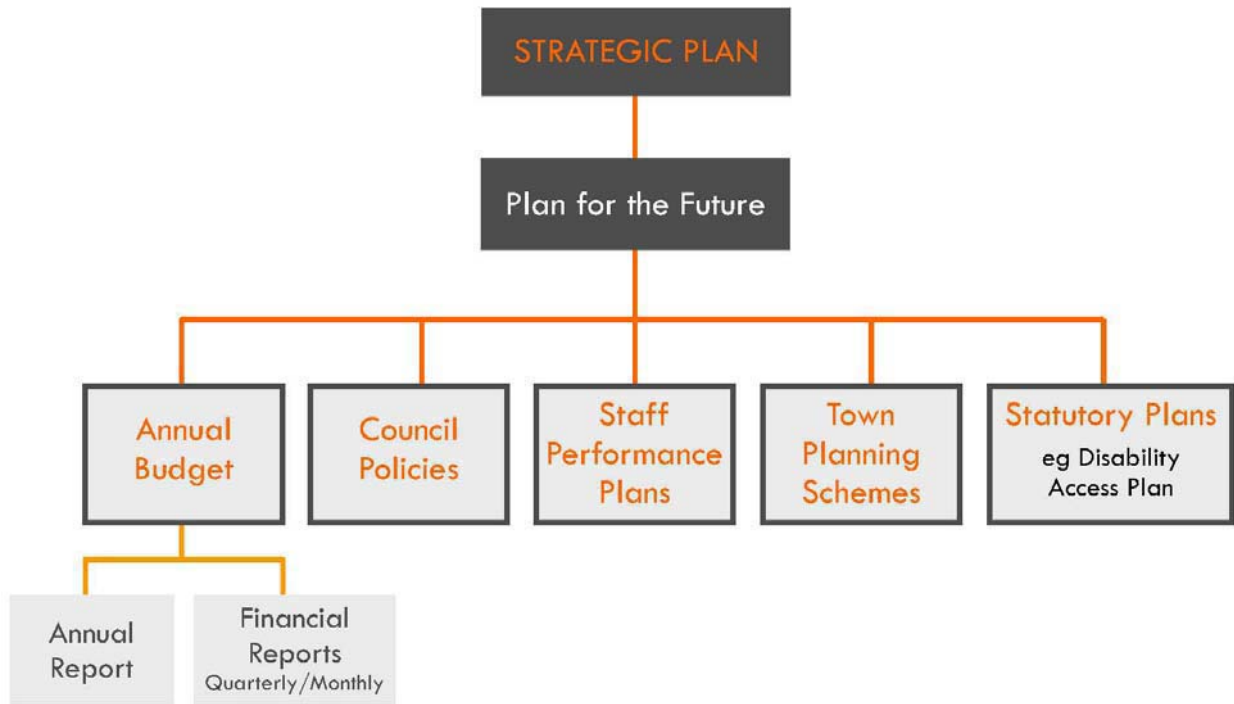 STRATEGIC PLAN
Plan for the Future
Annual
Budget
Council
Policies
Staff
Performance
Plans
Town
Planning
Schemes
Statutory Plans
eg Disability
Access Plan
Annual
Report
Financial
Reports
Quarterly/Monthly